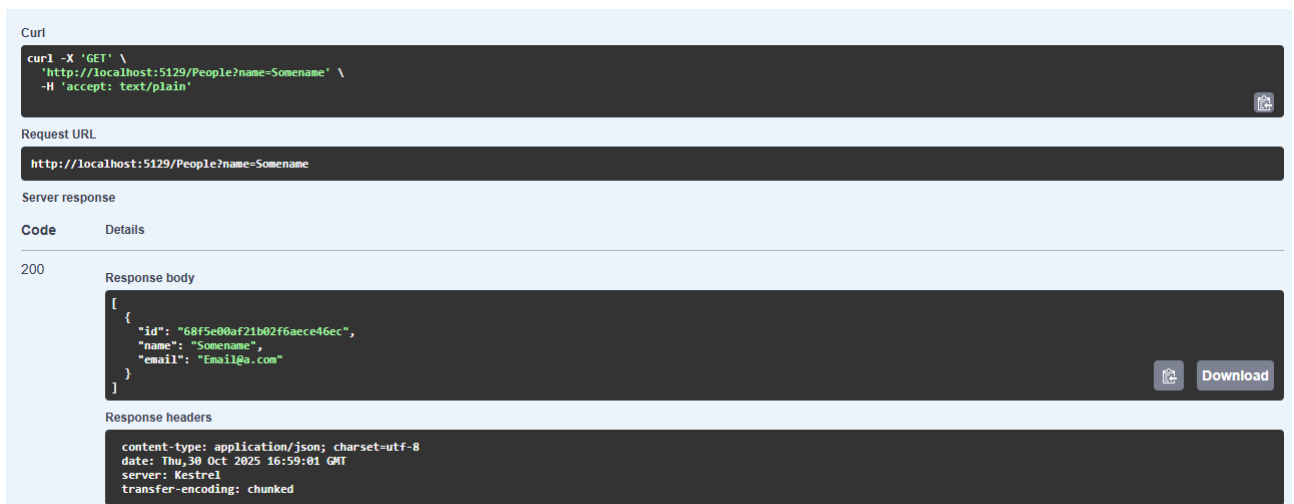 Curl
curl -X 'GET' \
  'http://localhost:5129/People?name=Somename' \
  -H 'accept: text/plain'
Request URL
http://localhost:5129/People?name=Somename
Server response
Code Details
200
Response body
[
  {
    "id": "68f5e00af21b02f6aece46ec",
    "name": "Somename",
    "email": "Email@a.com"
  }
]
Download
Response headers
content-type: application/json; charset=utf-8
date: Thu,30 Oct 2025 16:59:01 GMT
server: Kestrel
transfer-encoding: chunked